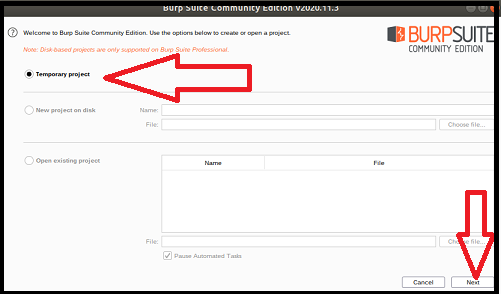 Burp Suite Community Edition v2020.11.3
Welcome to Burp Suite Community Edition. Use the options below to create or open a project.
Note: Disk-based projects are only supported on Burp Suite Professional.
BURPSUITE
COMMUNITY EDITION
Temporary project
New project on disk
Name:
File:
Choose file...
Open existing project
Name
File
File:
Choose file...
Pause Automated Tasks
Cancel
Next